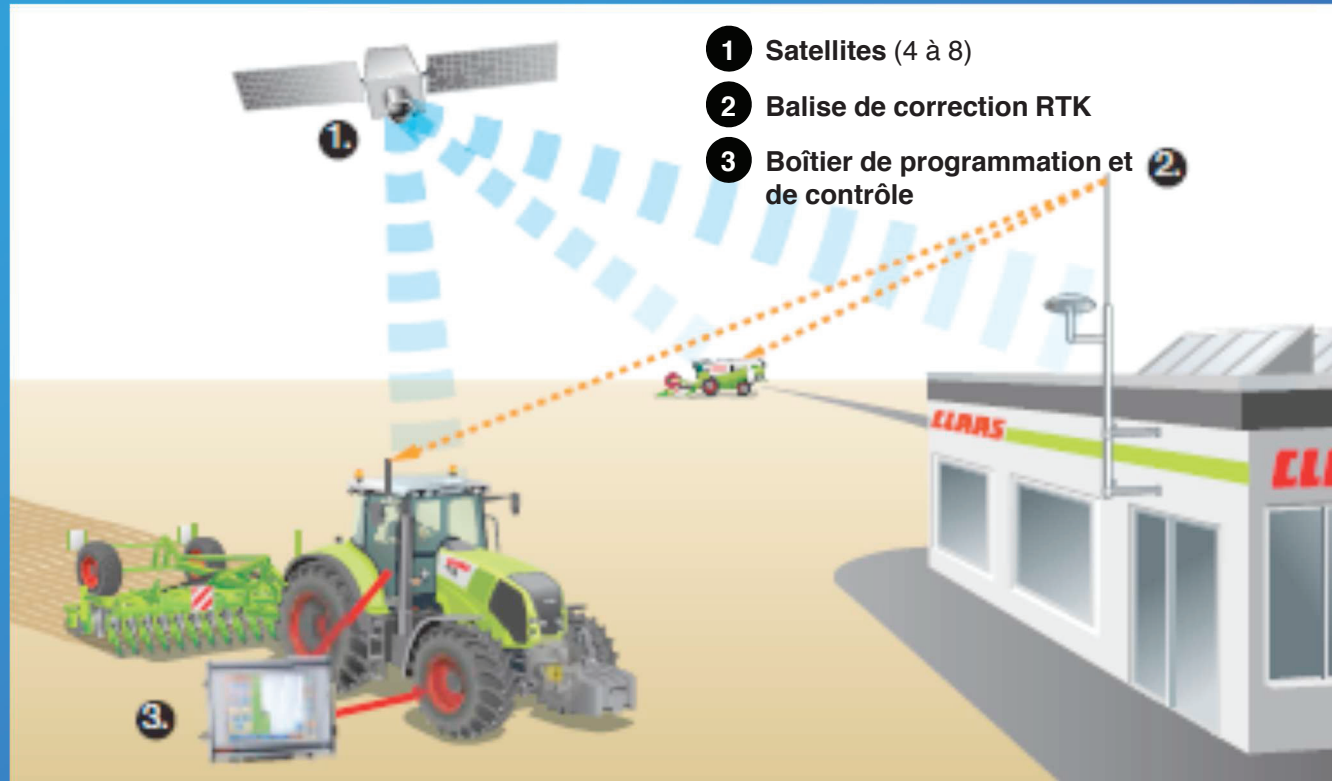 1 Satellites (4 à 8)
2 Balise de correction RTK
3 Boîtier de programmation et
de contrôle
1.
2.
CLAAS
CLA
3.